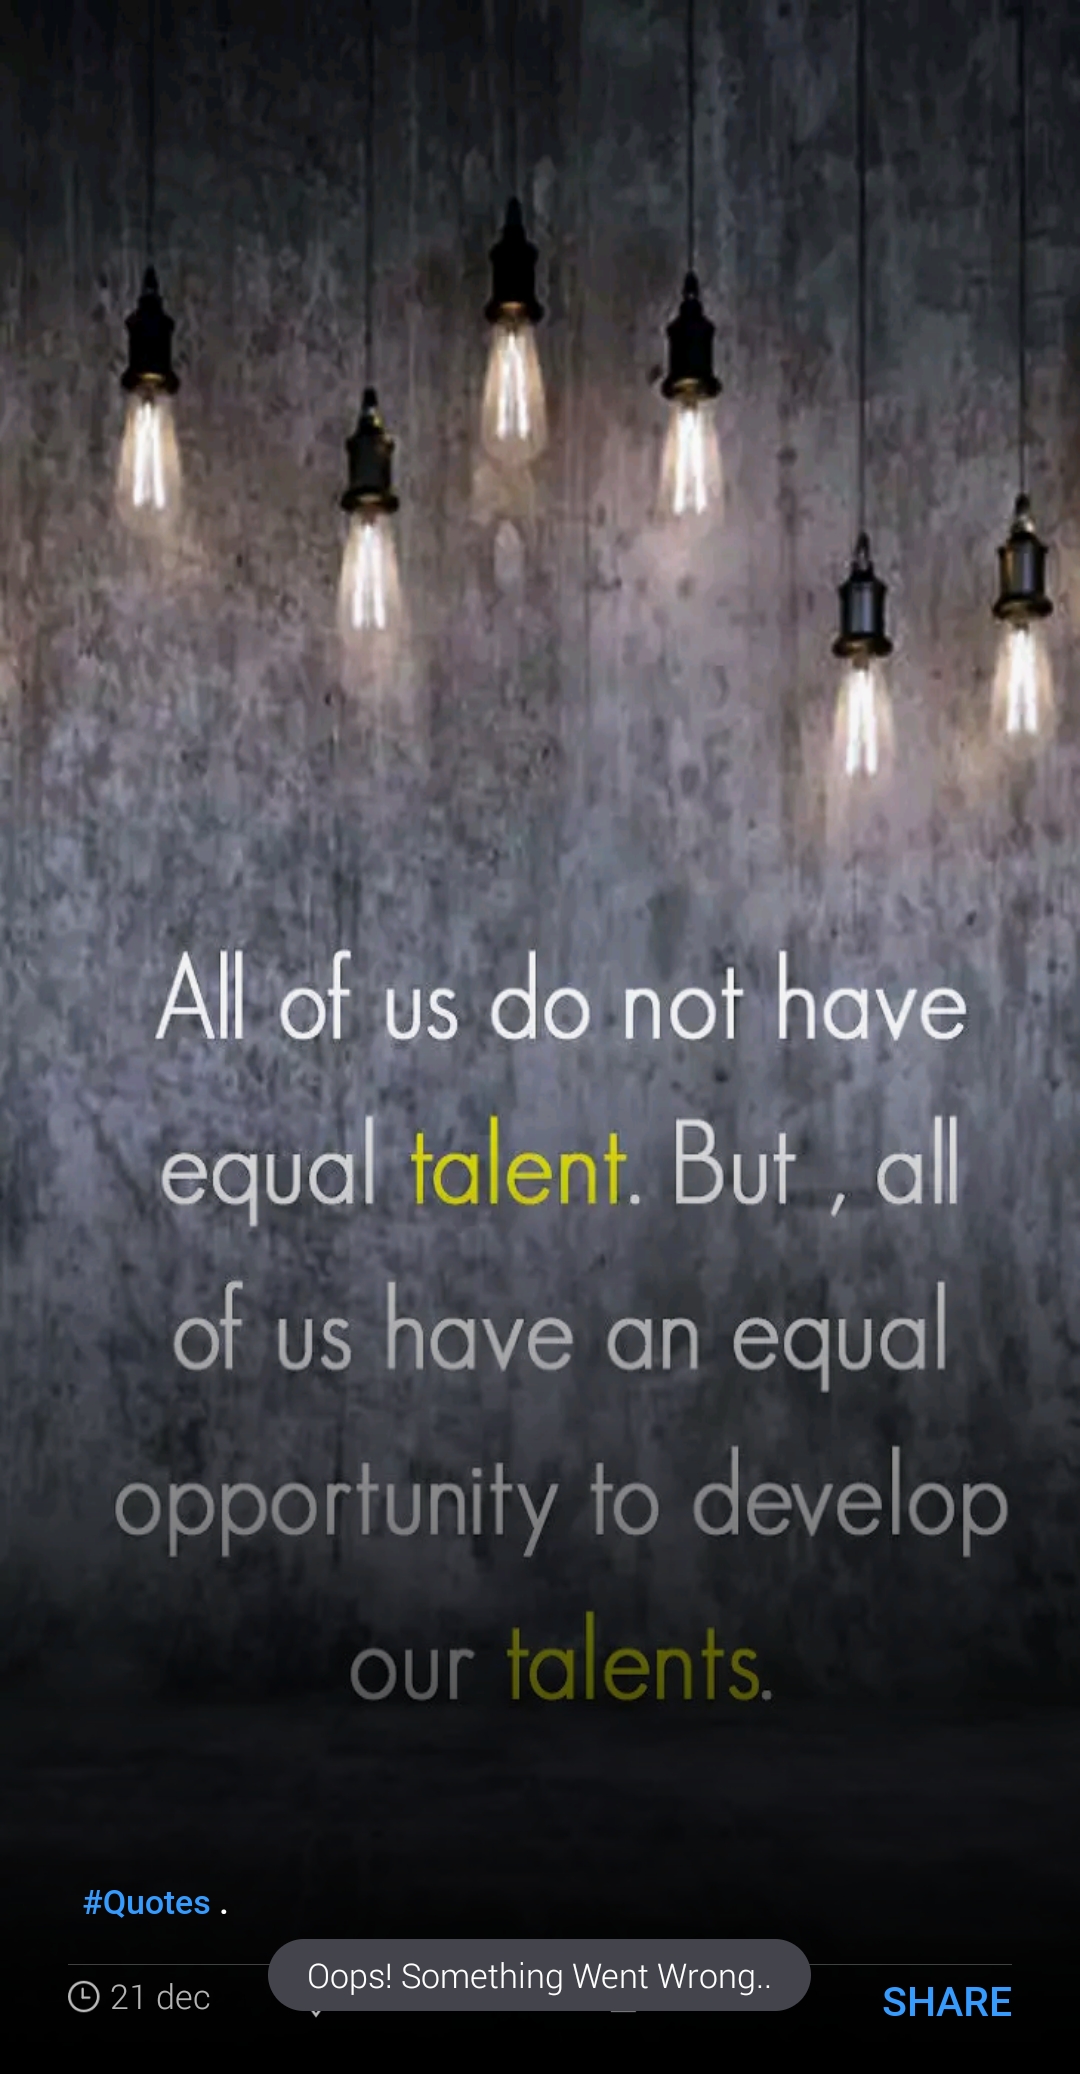 All of us do not have
equal talent. But , all
of us have an equal
opportunity to develop
our talents.
#Quotes .
Oops! Something Went Wrong..
21 dec
SHARE